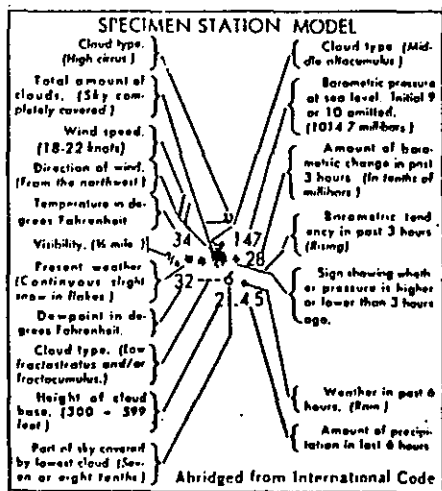 SPECIMEN STATION MODEL
Cloud type.
(High cirrus)
Total amount of
clouds. (Sky com-
pletely covered)
Wind speed.
(18-22 knots)
Direction of wind.
(From the northwest)
Temperature in de-
grees Fahrenheit
Visibility. (¾ mile)
Present weather
(Continuous slight
snow in flakes)
Dewpoint in de-
grees Fahrenheit.
Cloud type. (Low
fractostratus and/or
fractocumulus.)
Height of cloud
base. (300 - 599
feet)
Part of sky covered
by lowest cloud (Sev-
en or eight tenths)
34
147
28
32
6
2
.45
Cloud type (Mid-
dle altocumulus)
Barometric pressure
at sea level. Initial 9
or 10 omitted.
(1014.7 millibars)
Amount of baro-
metric change in past
3 hours (In tenths of
millibars)
Barometric tend-
ency in past 3 hours
(Rising)
Sign showing wheth-
er pressure is higher
or lower than 3 hours
ago.
Weather in past 6
hours. (Rain)
Amount of precipi-
tation in last 6 hours
Abridged from International Code